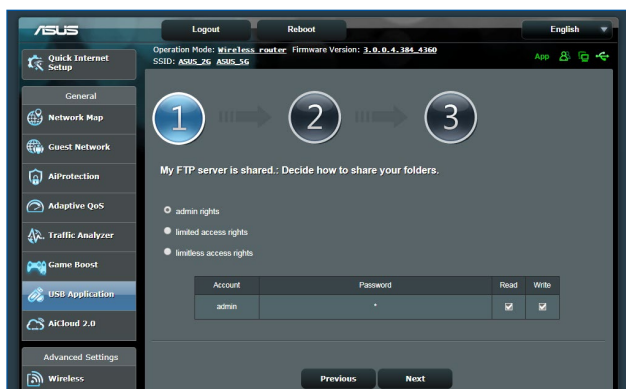 ASUS
Logout Reboot English
Operation Mode: Wireless router Firmware Version: 3.0.0.4.384_4360
SSID: ASUS_2G ASUS_5G
App
Quick Internet
Setup
General
Network Map
Guest Network
AiProtection
Adaptive QoS
Traffic Analyzer
Game Boost
USB Application
AiCloud 2.0
Advanced Settings
Wireless
1 2 3
My FTP server is shared.: Decide how to share your folders.
admin rights
limited access rights
limitless access rights
Account Password Read Write
admin *
Previous Next